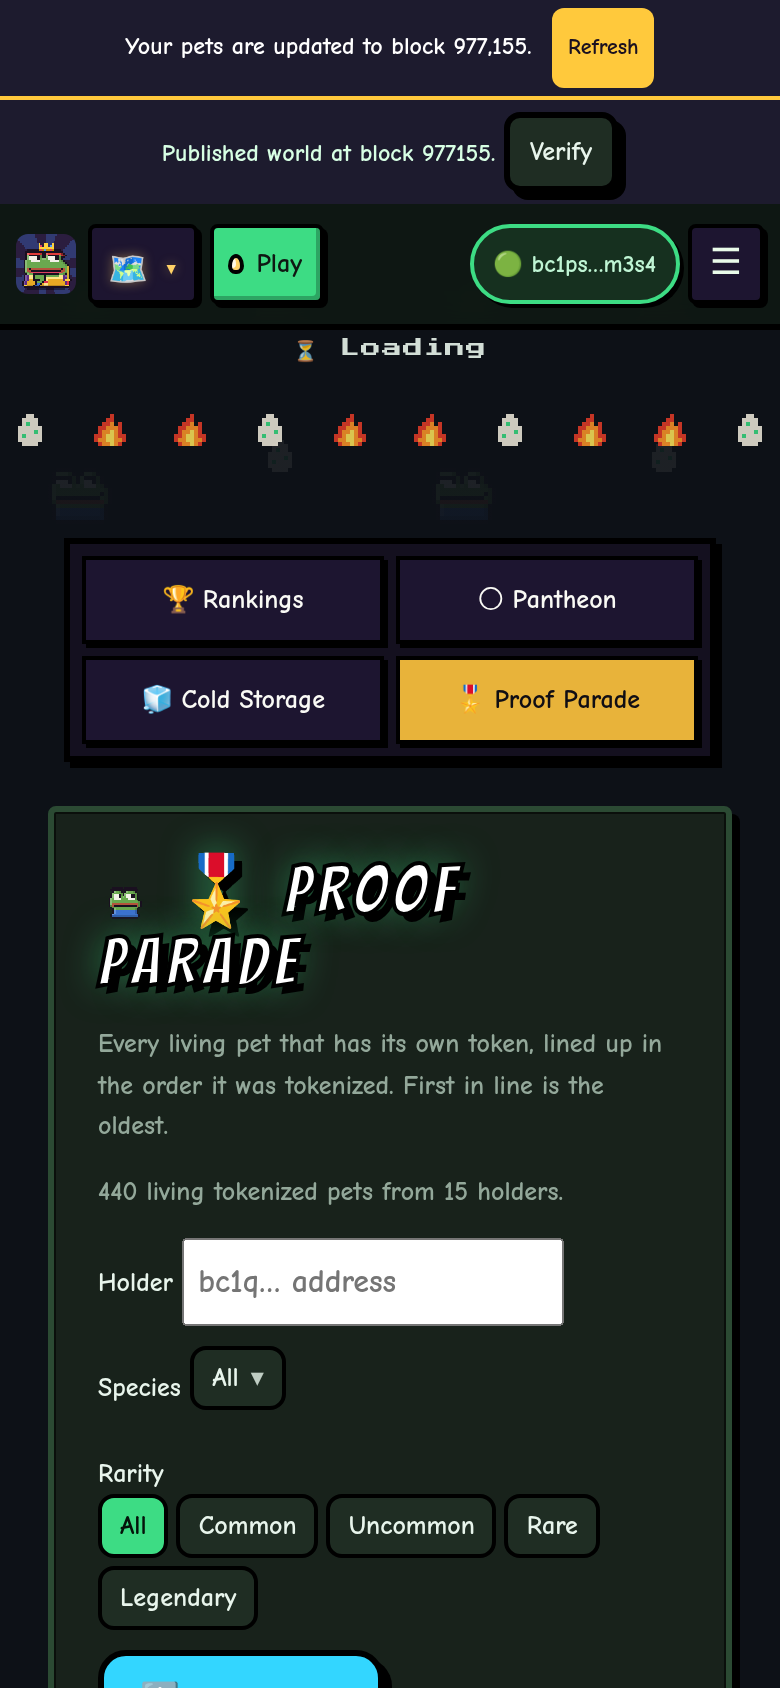 Your pets are updated to block 977,155.
Refresh
Published world at block 977155.
Verify
Play
bc1ps...m3s4
Loading
Rankings
Pantheon
Cold Storage
Proof Parade
PROOF
PARADE
Every living pet that has its own token, lined up in
the order it was tokenized. First in line is the
oldest.
440 living tokenized pets from 15 holders.
Holder bc1q... address
Species All
Rarity
All Common Uncommon Rare
Legendary